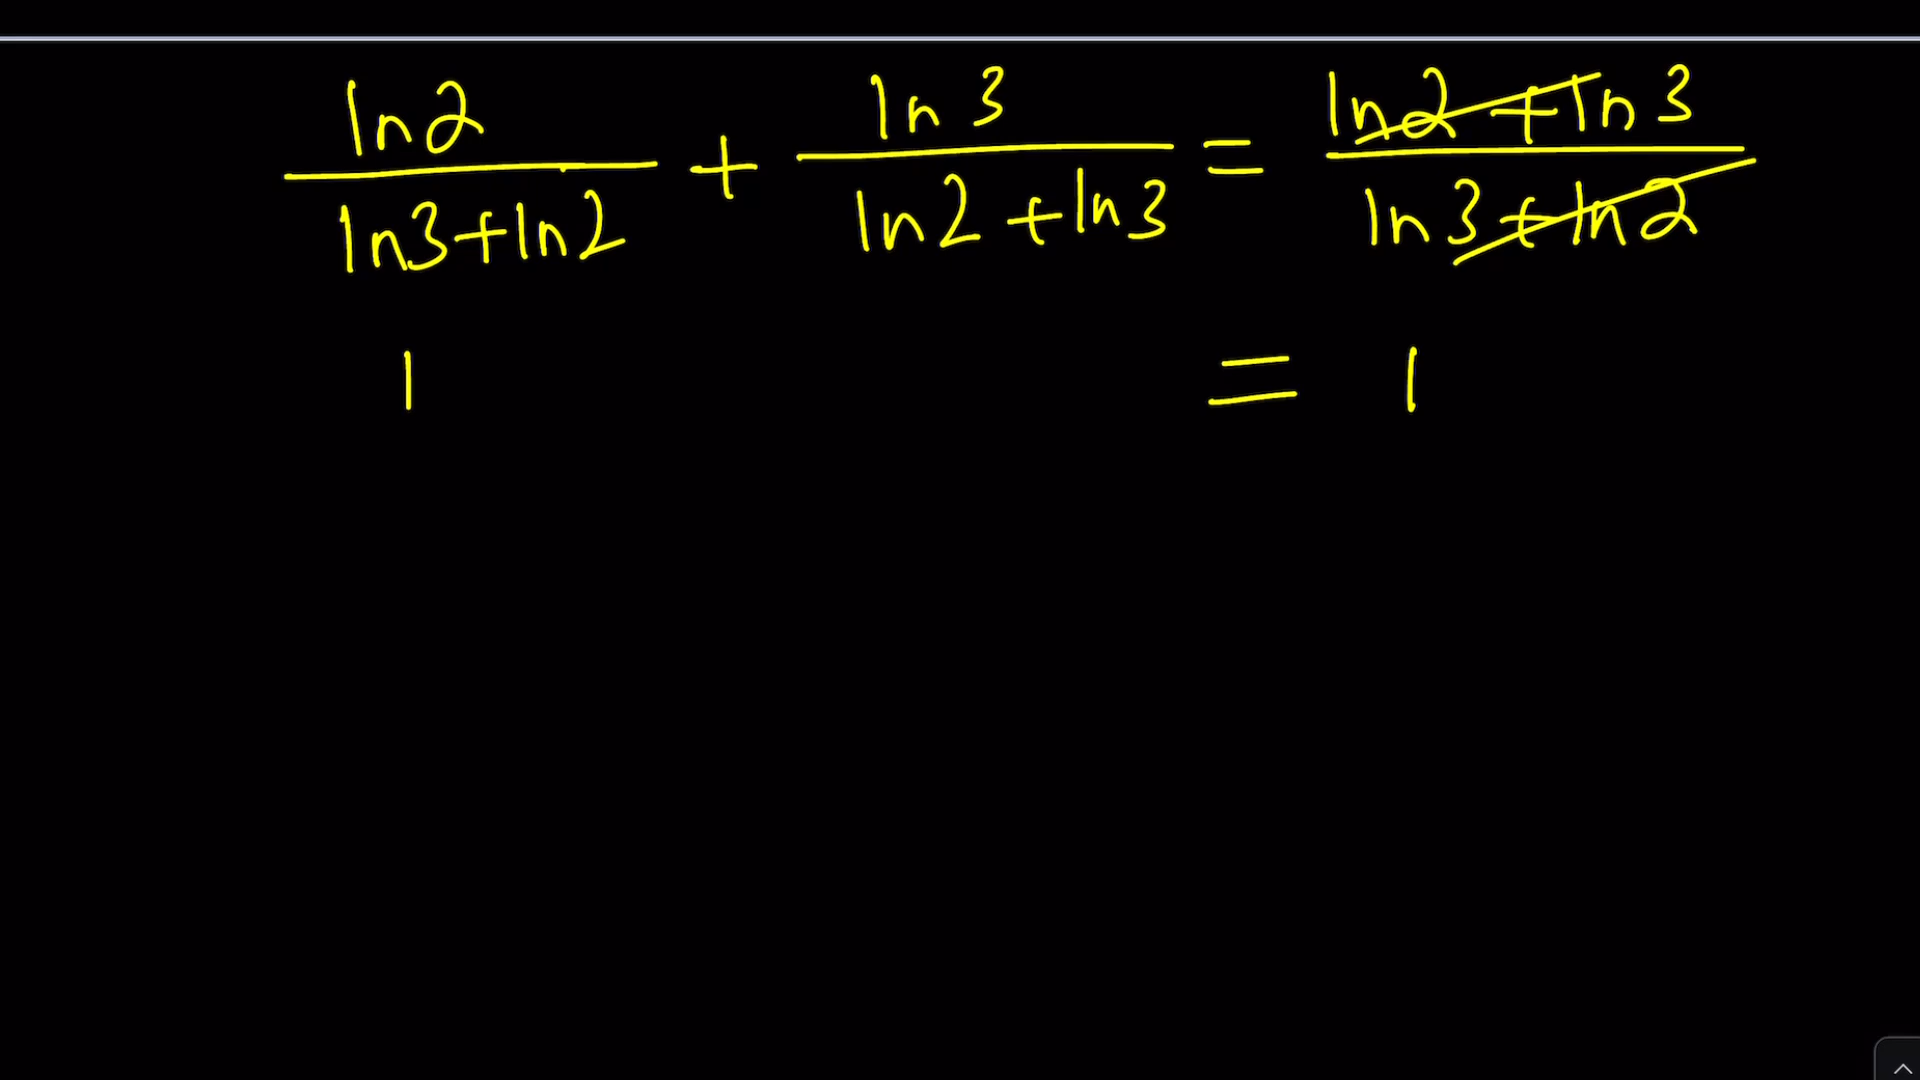 ln2/(ln3+ln2) + ln3/(ln2+ln3) = (ln2+ln3)/(ln3+ln2)
1 = 1